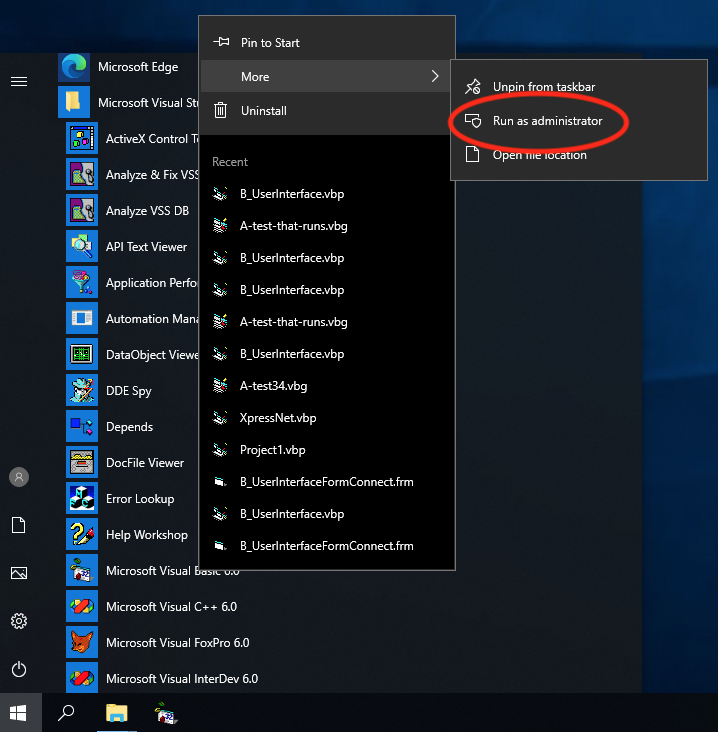 Microsoft Edge
Microsoft Visual Stu
ActiveX Control T
Analyze & Fix VSS
Analyze VSS DB
API Text Viewer
Application Perfo
Automation Mana
DataObject Viewe
DDE Spy
Depends
DocFile Viewer
Error Lookup
Help Workshop
Microsoft Visual Basic 6.0
Microsoft Visual C++ 6.0
Microsoft Visual FoxPro 6.0
Microsoft Visual InterDev 6.0
Pin to Start
More
Uninstall
Recent
B_UserInterface.vbp
A-test-that-runs.vbg
B_UserInterface.vbp
B_UserInterface.vbp
A-test-that-runs.vbg
B_UserInterface.vbp
A-test34.vbg
XpressNet.vbp
Project1.vbp
B_UserInterfaceFormConnect.frm
B_UserInterface.vbp
B_UserInterfaceFormConnect.frm
Unpin from taskbar
Run as administrator
Open file location